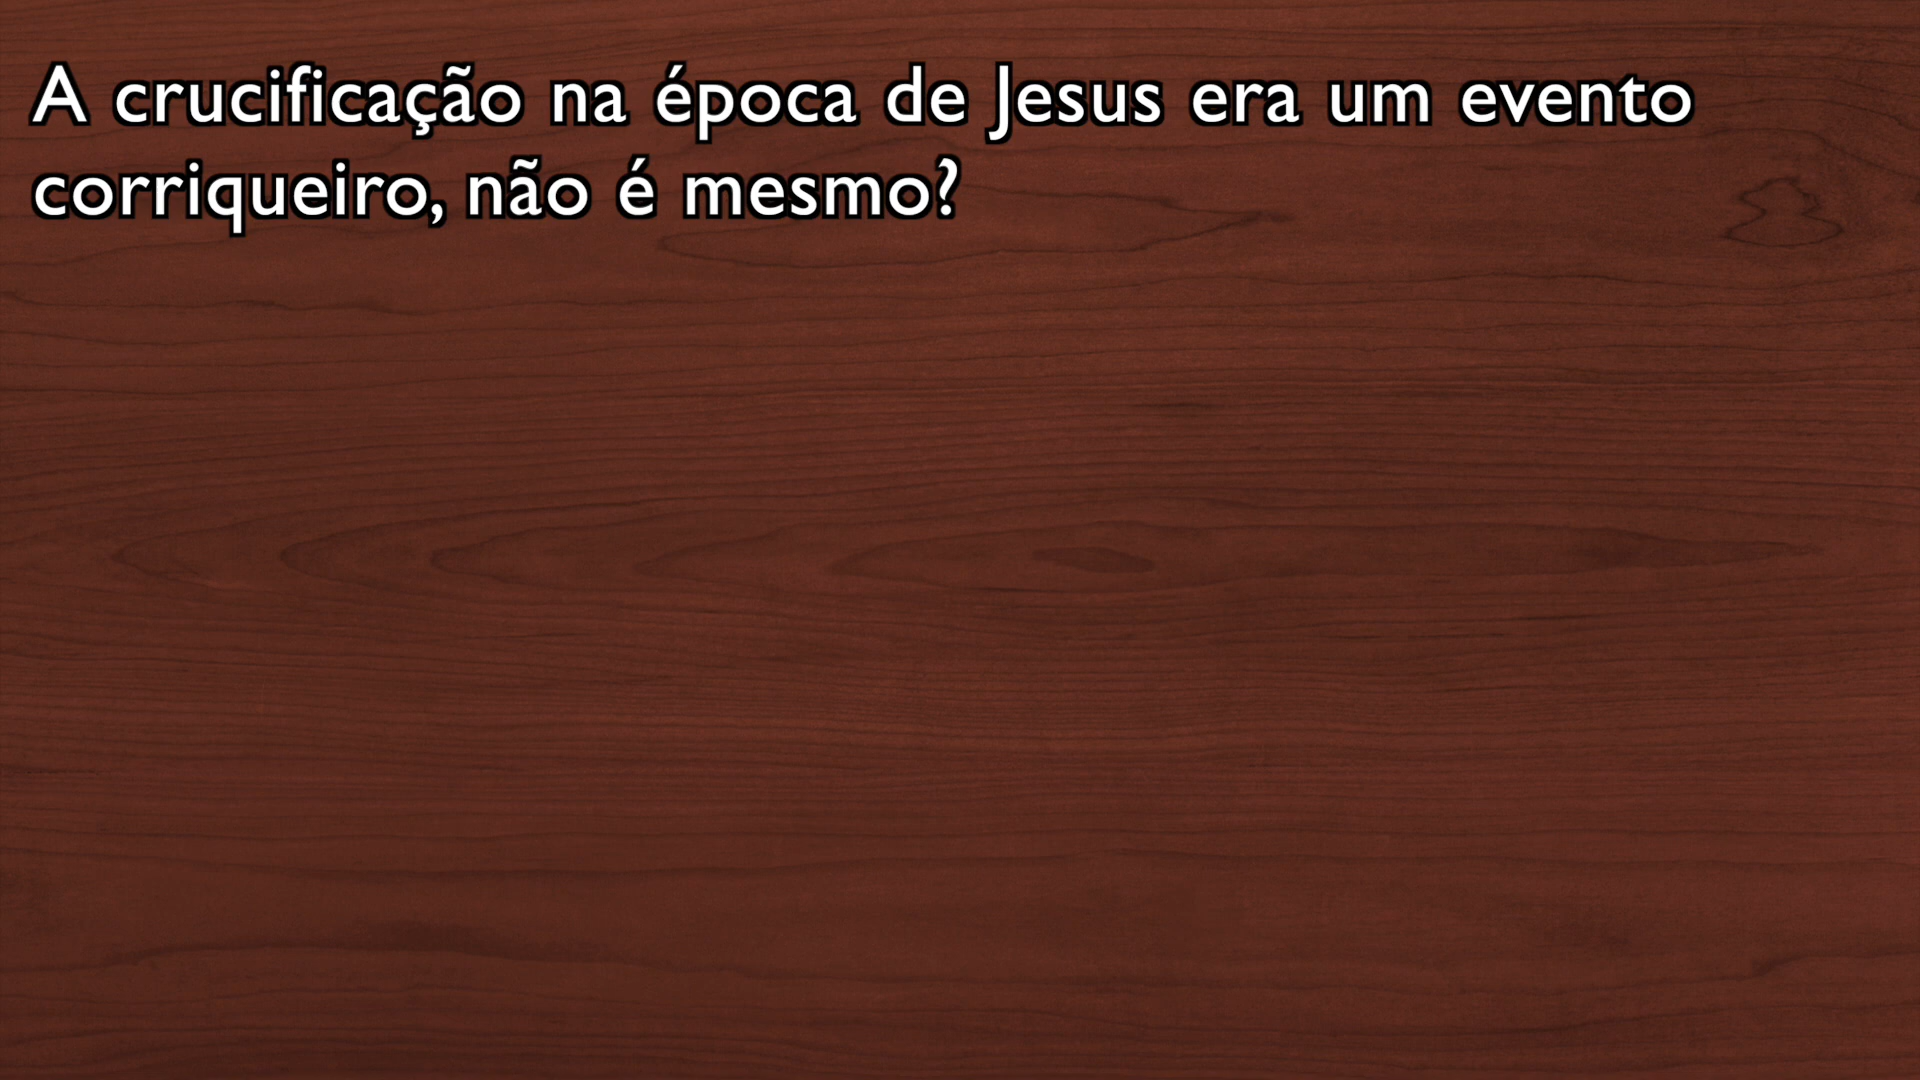 A crucificação na época de Jesus era um evento
corriqueiro, não é mesmo?